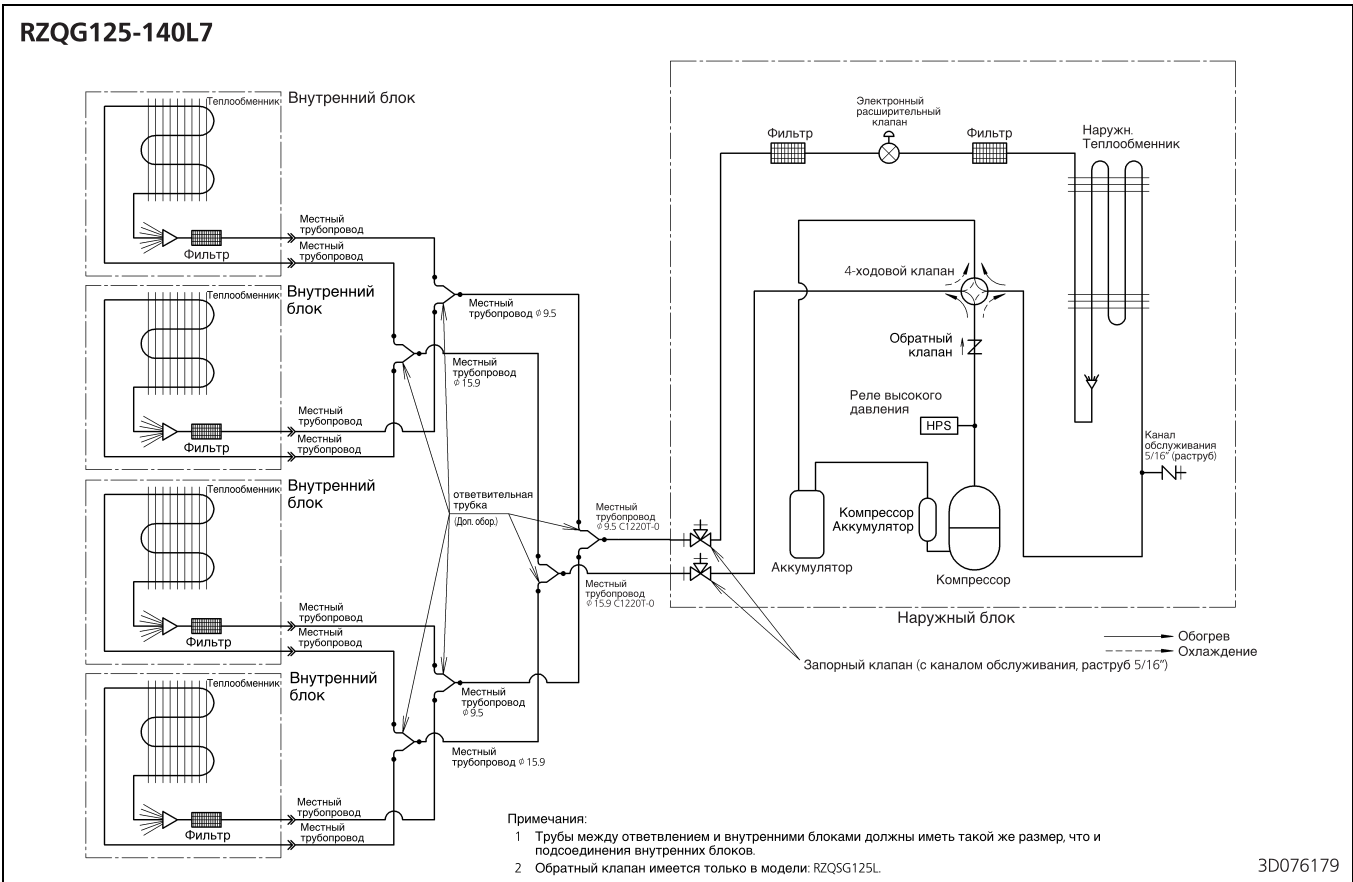 RZQG125-140L7
Теплообменник
Внутренний блок
Фильтр
Местный
трубопровод
Местный
трубопровод
Теплообменник
Внутренний
блок
Фильтр
Местный
трубопровод
Местный
трубопровод
Теплообменник
Внутренний
блок
Фильтр
Местный
трубопровод
Местный
трубопровод
Теплообменник
Внутренний
блок
Фильтр
Местный
трубопровод
Местный
трубопровод
Местный
трубопровод ϕ 9.5
Местный
трубопровод
ϕ 15.9
ответвительная
трубка
(Доп. обор.)
Местный
трубопровод
ϕ 9.5 C1220T-0
Местный
трубопровод
ϕ 15.9 C1220T-0
Местный
трубопровод
ϕ 9.5
Местный
трубопровод ϕ 15.9
Фильтр
Электронный
расширительный
клапан
Фильтр
Наружн.
Теплообменник
4-ходовой клапан
Обратный
клапан
Реле высокого
давления
HPS
Канал
обслуживания
5/16” (раструб)
Компрессор
Аккумулятор
Аккумулятор
Компрессор
Наружный блок
Обогрев
Охлаждение
Запорный клапан (с каналом обслуживания, раструб 5/16”)
Примечания:
1 Трубы между ответвлением и внутренними блоками должны иметь такой же размер, что и
подсоединения внутренних блоков.
2 Обратный клапан имеется только в модели: RZQSG125L.
3D076179